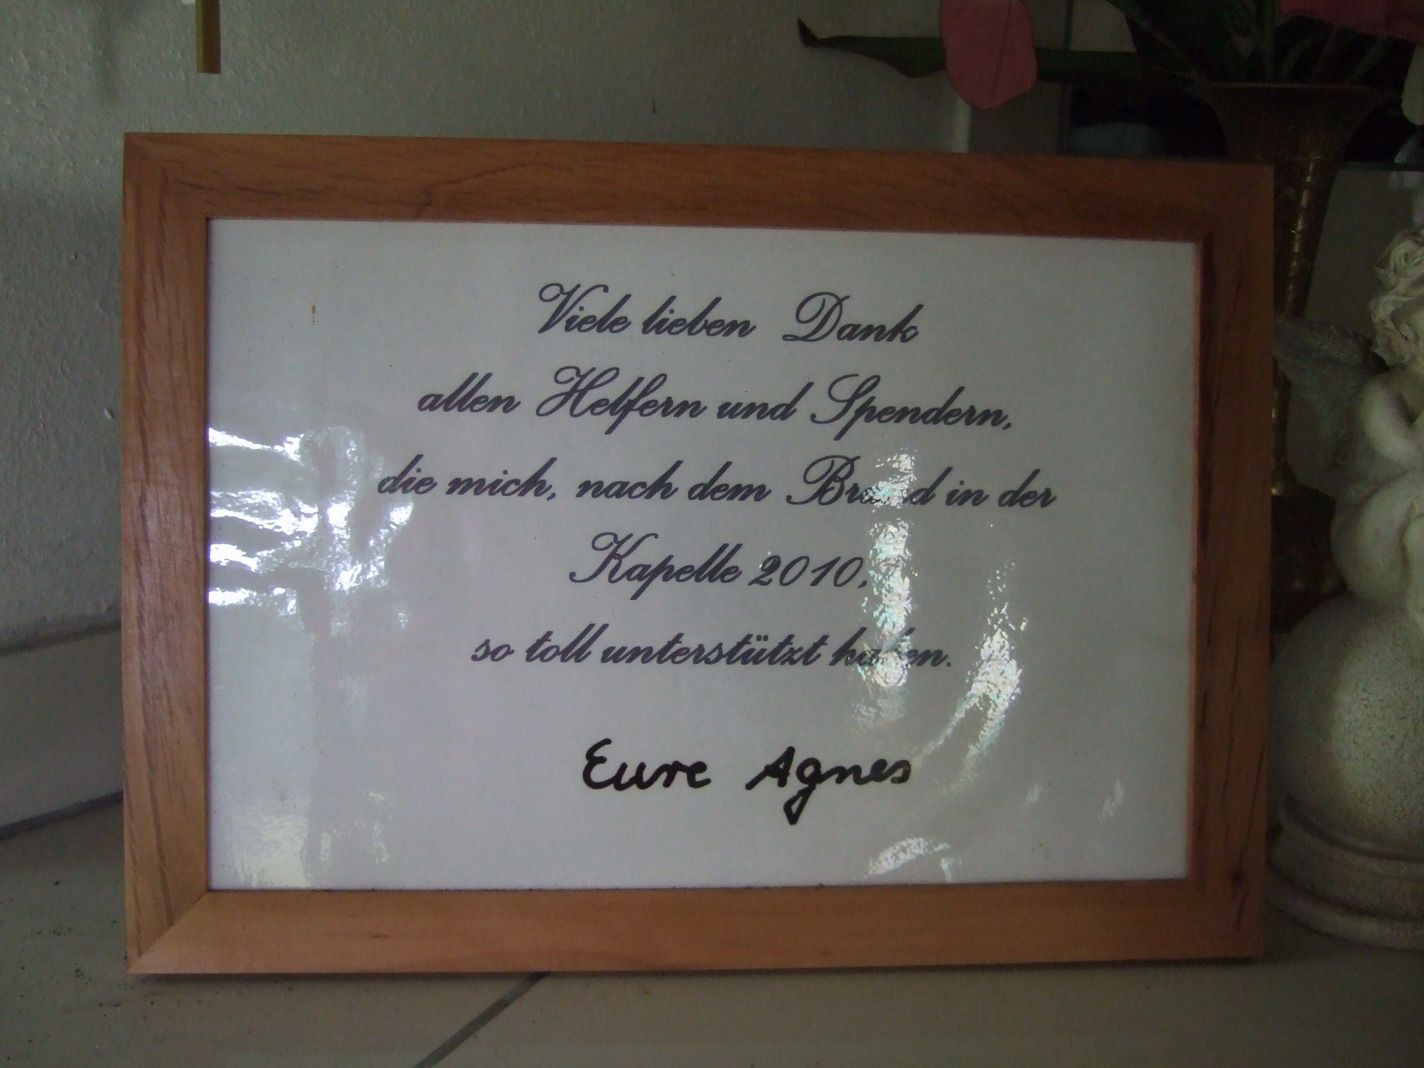 Viele lieben Dank
allen Helfern und Spendern,
die mich, nach dem Brand in der
Kapelle 2010,
so toll unterstützt haben.
Eure Agnes